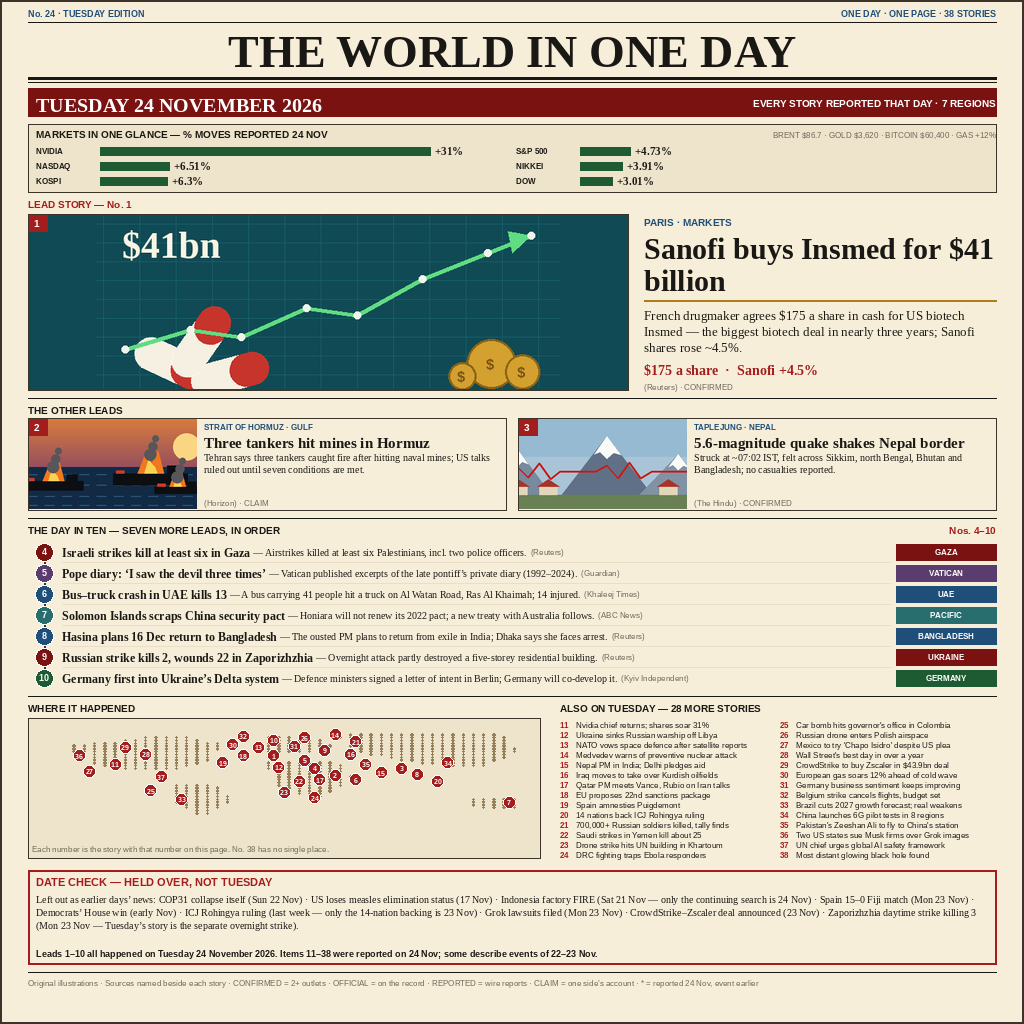 No. 24 · TUESDAY EDITION
ONE DAY · ONE PAGE · 38 STORIES
THE WORLD IN ONE DAY
TUESDAY 24 NOVEMBER 2026
EVERY STORY REPORTED THAT DAY · 7 REGIONS
MARKETS IN ONE GLANCE — % MOVES REPORTED 24 NOV
BRENT $86.7 · GOLD $3,620 · BITCOIN $60,400 · GAS +12%
NVIDIA +31%
NASDAQ +6.51%
KOSPI +6.3%
S&P 500 +4.73%
NIKKEI +3.91%
DOW +3.01%
LEAD STORY — No. 1
1
$41bn
$ $ $
PARIS · MARKETS
Sanofi buys Insmed for $41
billion
French drugmaker agrees $175 a share in cash for US biotech
Insmed — the biggest biotech deal in nearly three years; Sanofi
shares rose ~4.5%.
$175 a share · Sanofi +4.5%
(Reuters) · CONFIRMED
THE OTHER LEADS
2
STRAIT OF HORMUZ · GULF
Three tankers hit mines in Hormuz
Tehran says three tankers caught fire after hitting naval mines; US talks
ruled out until seven conditions are met.
(Horizon) · CLAIM
3
TAPLEJUNG · NEPAL
5.6-magnitude quake shakes Nepal border
Struck at ~07:02 IST, felt across Sikkim, north Bengal, Bhutan and
Bangladesh; no casualties reported.
(The Hindu) · CONFIRMED
THE DAY IN TEN — SEVEN MORE LEADS, IN ORDER
Nos. 4–10
4 Israeli strikes kill at least six in Gaza — Airstrikes killed at least six Palestinians, incl. two police officers. (Reuters) GAZA
5 Pope diary: ‘I saw the devil three times’ — Vatican published excerpts of the late pontiff’s private diary (1992–2024). (Guardian) VATICAN
6 Bus–truck crash in UAE kills 13 — A bus carrying 41 people hit a truck on Al Watan Road, Ras Al Khaimah; 14 injured. (Khaleej Times) UAE
7 Solomon Islands scraps China security pact — Honiara will not renew its 2022 pact; a new treaty with Australia follows. (ABC News) PACIFIC
8 Hasina plans 16 Dec return to Bangladesh — The ousted PM plans to return from exile in India; Dhaka says she faces arrest. (Reuters) BANGLADESH
9 Russian strike kills 2, wounds 22 in Zaporizhzhia — Overnight attack partly destroyed a five-storey residential building. (Reuters) UKRAINE
10 Germany first into Ukraine’s Delta system — Defence ministers signed a letter of intent in Berlin; Germany will co-develop it. (Kyiv Independent) GERMANY
WHERE IT HAPPENED
Each number is the story with that number on this page. No. 38 has no single place.
ALSO ON TUESDAY — 28 MORE STORIES
11 Nvidia chief returns; shares soar 31%
12 Ukraine sinks Russian warship off Libya
13 NATO vows space defence after satellite reports
14 Medvedev warns of preventive nuclear attack
15 Nepal PM in India; Delhi pledges aid
16 Iraq moves to take over Kurdish oilfields
17 Qatar PM meets Vance, Rubio on Iran talks
18 EU proposes 22nd sanctions package
19 Spain amnesties Puigdemont
20 14 nations back ICJ Rohingya ruling
21 700,000+ Russian soldiers killed, tally finds
22 Saudi strikes in Yemen kill about 25
23 Drone strike hits UN building in Khartoum
24 DRC fighting traps Ebola responders
25 Car bomb hits governor's office in Colombia
26 Russian drone enters Polish airspace
27 Mexico to try 'Chapo Isidro' despite US plea
28 Wall Street's best day in over a year
29 CrowdStrike to buy Zscaler in $43.9bn deal
30 European gas soars 12% ahead of cold wave
31 Germany business sentiment keeps improving
32 Belgium strike cancels flights, budget set
33 Brazil cuts 2027 growth forecast; real weakens
34 China launches 6G pilot tests in 8 regions
35 Pakistan's Zeeshan Ali to fly to China's station
36 Two US states sue Musk firms over Grok images
37 UN chief urges global AI safety framework
38 Most distant glowing black hole found
DATE CHECK — HELD OVER, NOT TUESDAY
Left out as earlier days’ news: COP31 collapse itself (Sun 22 Nov) · US loses measles elimination status (17 Nov) · Indonesia factory FIRE (Sat 21 Nov — only the continuing search is 24 Nov) · Spain 15–0 Fiji match (Mon 23 Nov) ·
Democrats’ House win (early Nov) · ICJ Rohingya ruling (last week — only the 14-nation backing is 23 Nov) · Grok lawsuits filed (Mon 23 Nov) · CrowdStrike–Zscaler deal announced (23 Nov) · Zaporizhzhia daytime strike killing 3
(Mon 23 Nov — Tuesday’s story is the separate overnight strike).
Leads 1–10 all happened on Tuesday 24 November 2026. Items 11–38 were reported on 24 Nov; some describe events of 22–23 Nov.
Original illustrations · Sources named beside each story · CONFIRMED = 2+ outlets · OFFICIAL = on the record · REPORTED = wire reports · CLAIM = one side's account · * = reported 24 Nov, event earlier